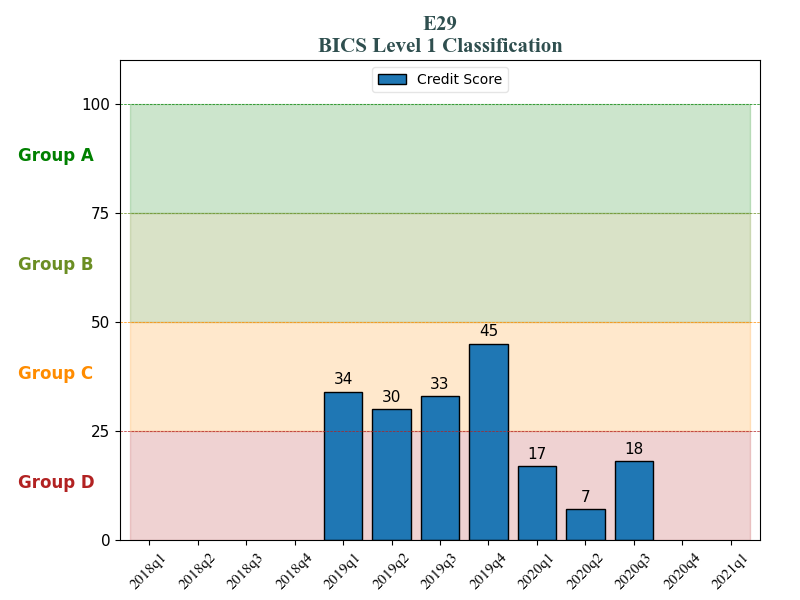 E29
BICS Level 1 Classification
Credit Score
100
Group A
75
Group B
50
45
Group C
34
30
33
25
17
18
Group D
7
0
2018q1 2018q2 2018q3 2018q4 2019q1 2019q2 2019q3 2019q4 2020q1 2020q2 2020q3 2020q4 2021q1